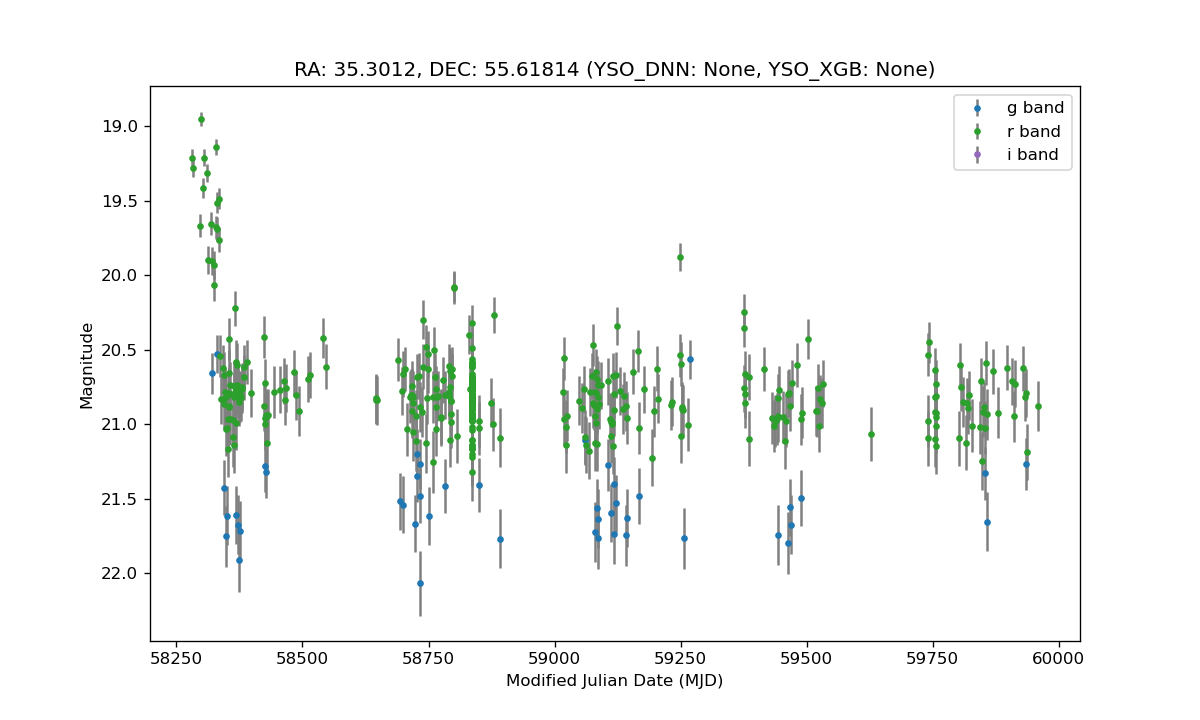 RA: 35.3012, DEC: 55.61814 (YSO_DNN: None, YSO_XGB: None)
g band
r band
i band
19.0
19.5
20.0
20.5
21.0
21.5
22.0
Magnitude
58250
58500
58750
59000
59250
59500
59750
60000
Modified Julian Date (MJD)